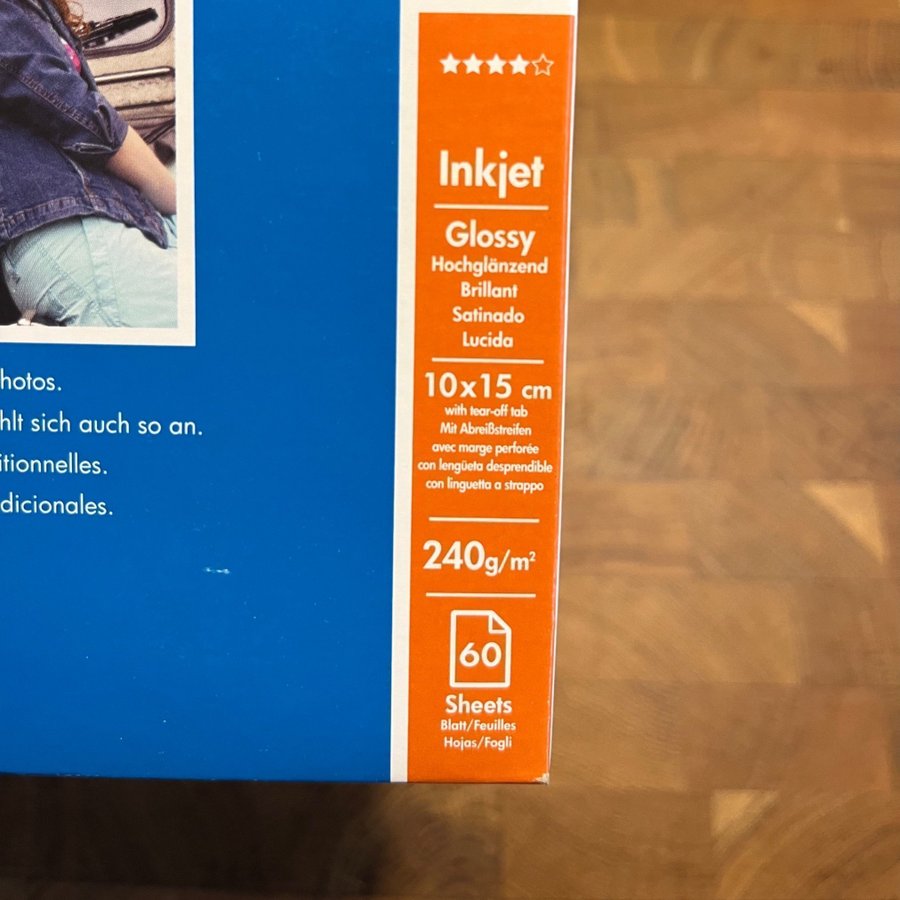 hotos.
hlt sich auch so an.
itionnelles.
dicionales.
Inkjet
Glossy
Hochglänzend
Brillant
Satinado
Lucida
10x15 cm
with tear-off tab
Mit Abreißstreifen
avec marge perforée
con lengüeta desprendible
con linguetta a strappo
240g/m²
60
Sheets
Blatt/Feuilles
Hojas/Fogli